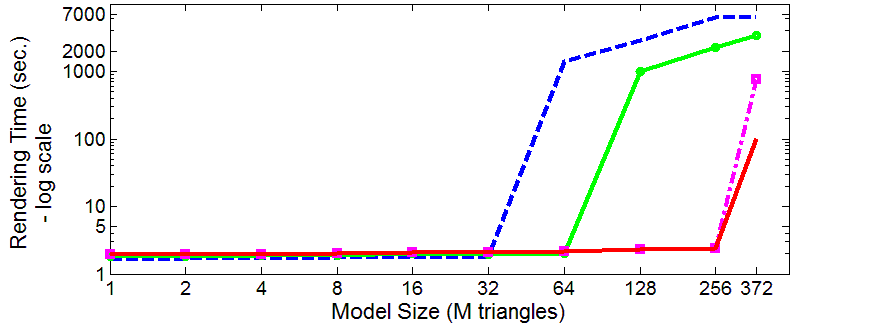 7000
2000
1000
100
10
5
1
Rendering Time (sec.)
- log scale
1 2 4 8 16 32 64 128 256 372
Model Size (M triangles)